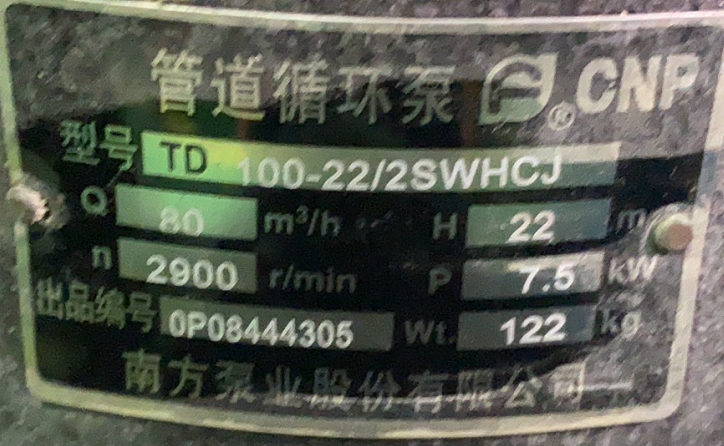 管道循环泵 ® CNP
型号 TD 100-22/2SWHCJ
Q 80 m³/h H 22 m
n 2900 r/min P 7.5 kW
出品编号 0P08444305 Wt. 122 kg
南方泵业股份有限公司